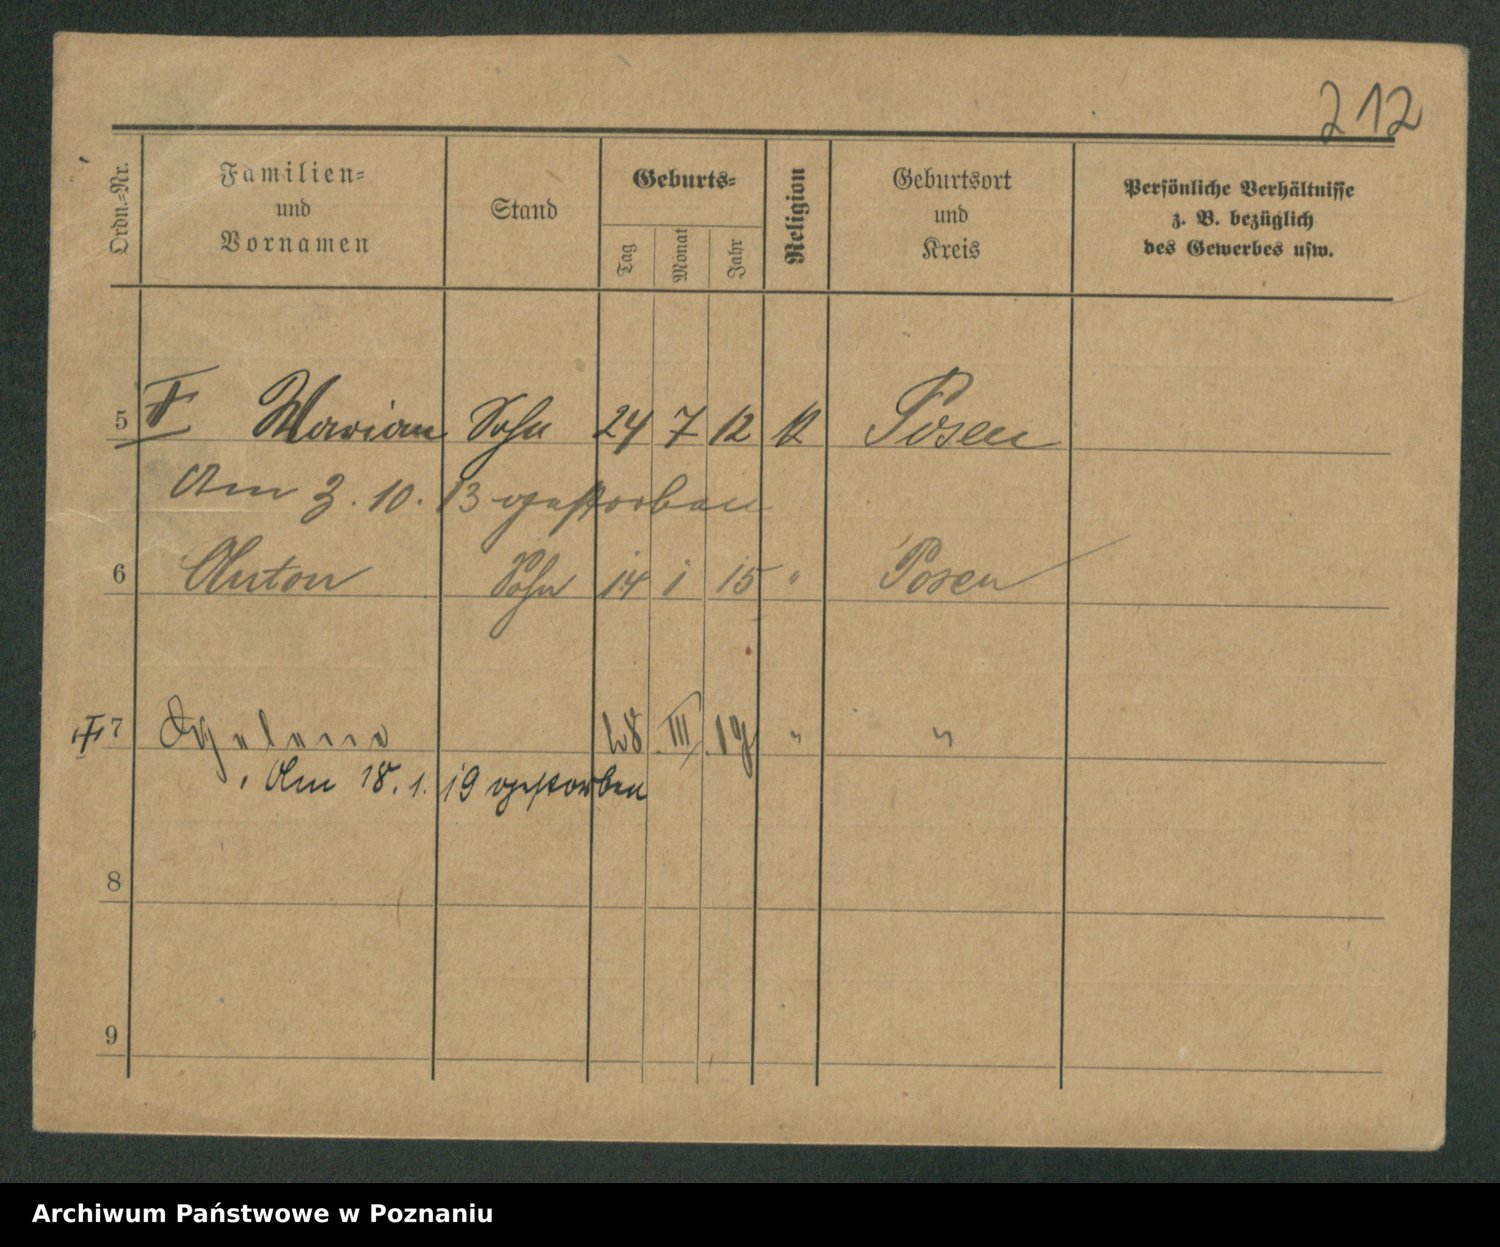 212
Ordn.-Nr.
Familien-
und
Vornamen
Stand
Geburts-
Tag
Monat
Jahr
Religion
Geburtsort
und
Kreis
Persönliche Verhältnisse
z. B. bezüglich
des Gewerbes usw.
5 Marian Sohn 24 7 12 k Posen
Am 3. 10. 13 gestorben
6 Anton Sohn 14 1 15 " Posen
7 28 III 19 " "
Am 18. 1. 19 gestorben
8
9
Archiwum Państwowe w Poznaniu